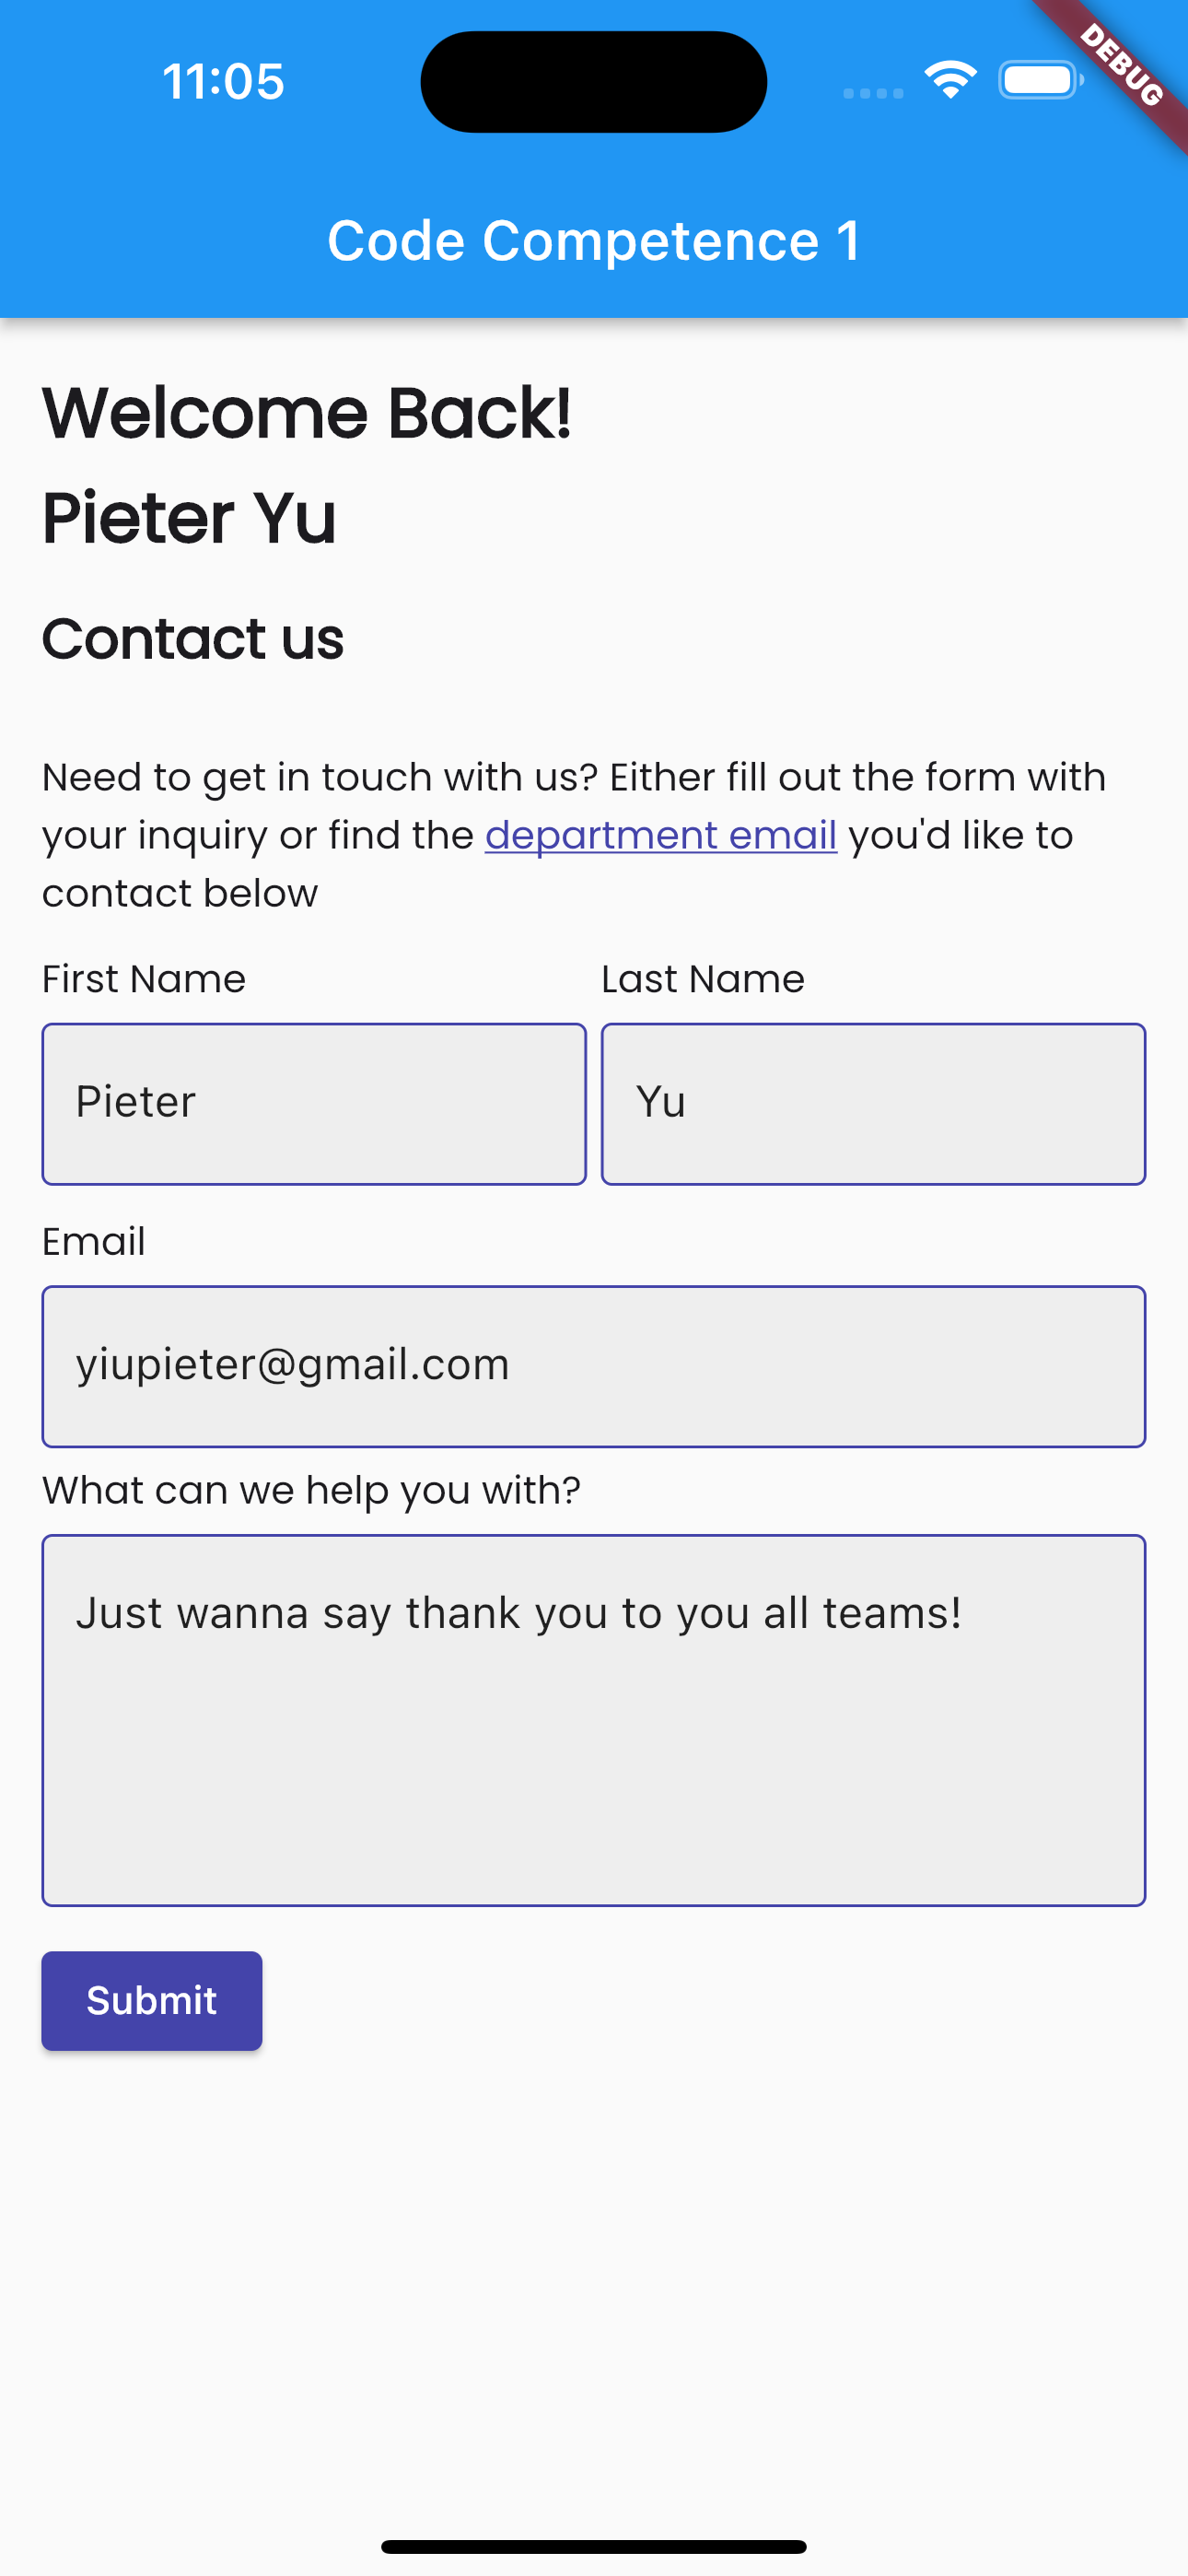 11:05
DEBUG
Code Competence 1
Welcome Back!
Pieter Yu
Contact us
Need to get in touch with us? Either fill out the form with
your inquiry or find the department email you'd like to
contact below
First Name Last Name
Pieter Yu
Email
yiupieter@gmail.com
What can we help you with?
Just wanna say thank you to you all teams!
Submit